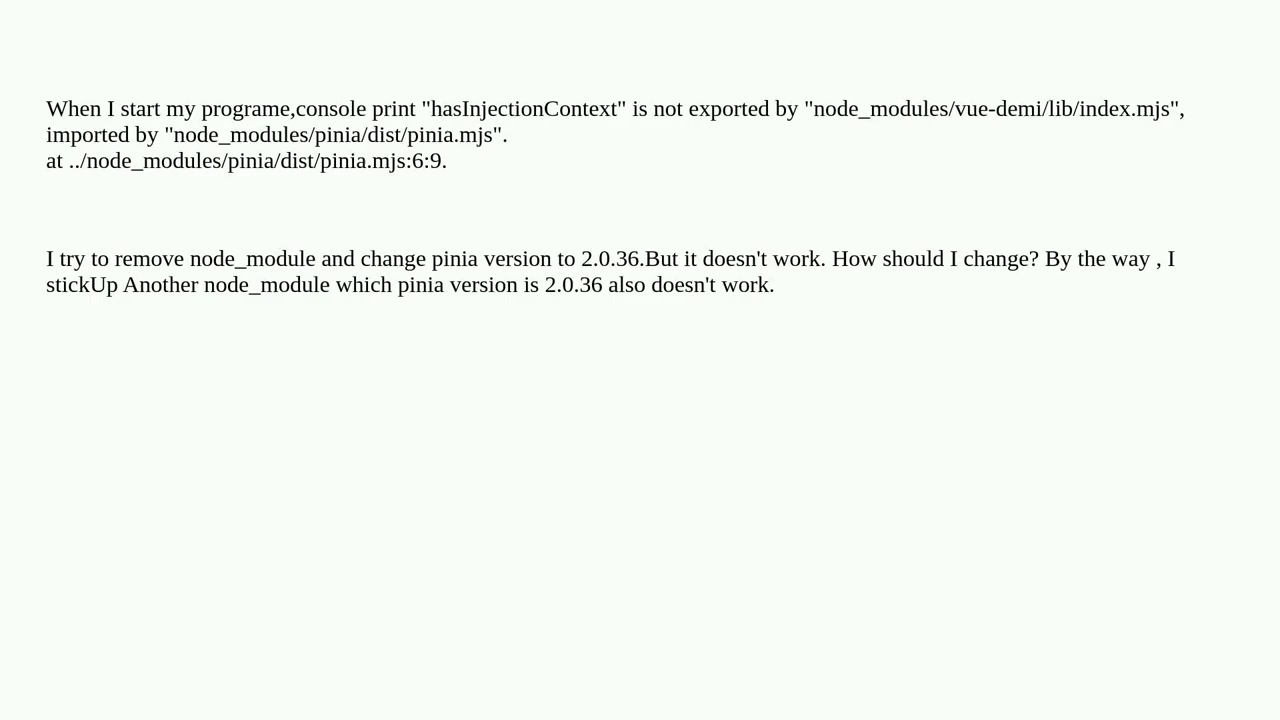 When I start my programe,console print "hasInjectionContext" is not exported by "node_modules/vue-demi/lib/index.mjs",
imported by "node_modules/pinia/dist/pinia.mjs".
at ../node_modules/pinia/dist/pinia.mjs:6:9.
I try to remove node_module and change pinia version to 2.0.36.But it doesn't work. How should I change? By the way , I
stickUp Another node_module which pinia version is 2.0.36 also doesn't work.